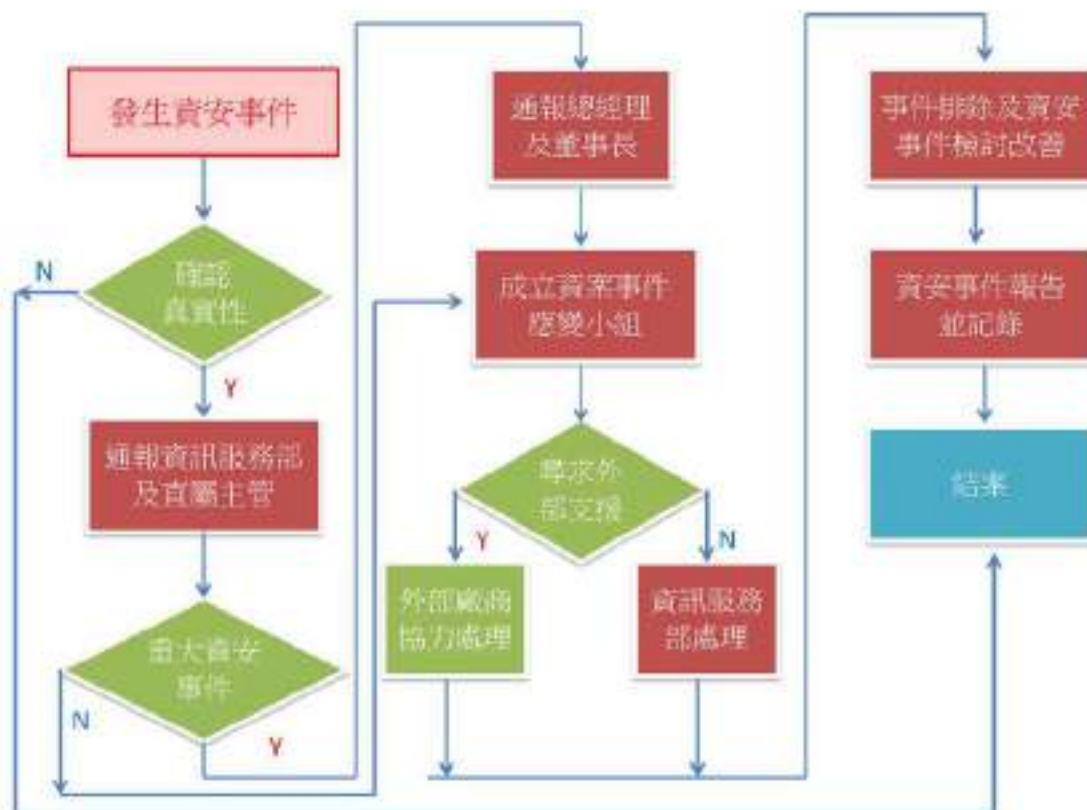 發生資安事件
確認
真實性
N
Y
通報資訊服務部
及直屬主管
重大資安
事件
N
Y
通報總經理
及董事長
成立資案事件
應變小組
尋求外
部支援
Y
N
外部廠商
協力處理
資訊服務
部處理
事件排除及資安
事件檢討改善
資安事件報告
並記錄
結案